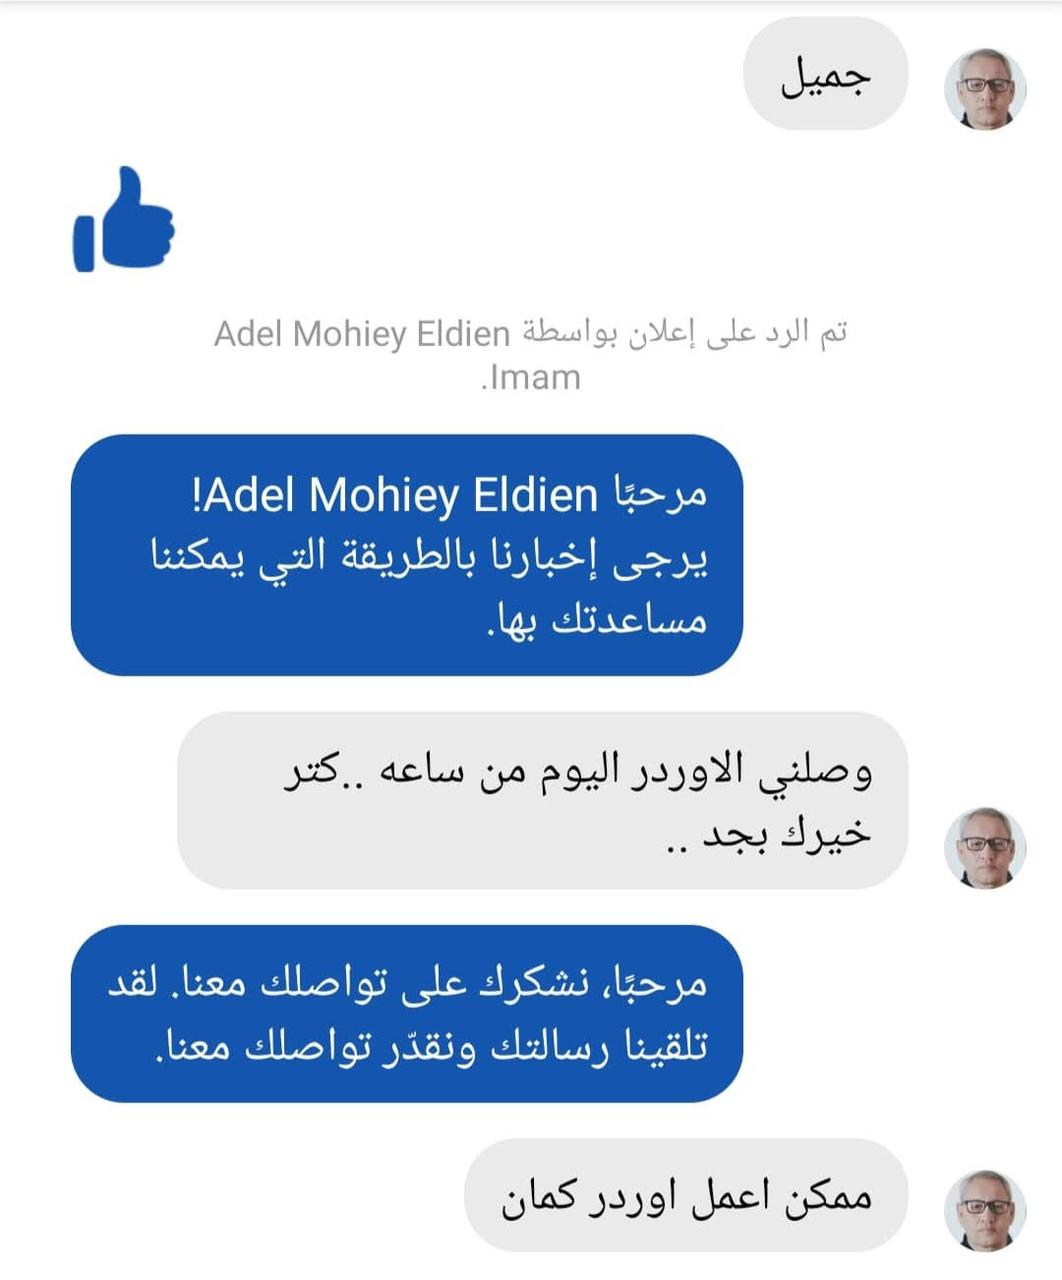 جميل
تم الرد على إعلان بواسطة Adel Mohiey Eldien
Imam.
مرحبًا Adel Mohiey Eldien!
يرجى إخبارنا بالطريقة التي يمكننا
مساعدتك بها.
وصلني الاوردر اليوم من ساعه ..كتر
خيرك بجد ..
مرحبًا، نشكرك على تواصلك معنا. لقد
تلقينا رسالتك ونقدّر تواصلك معنا.
ممكن اعمل اوردر كمان